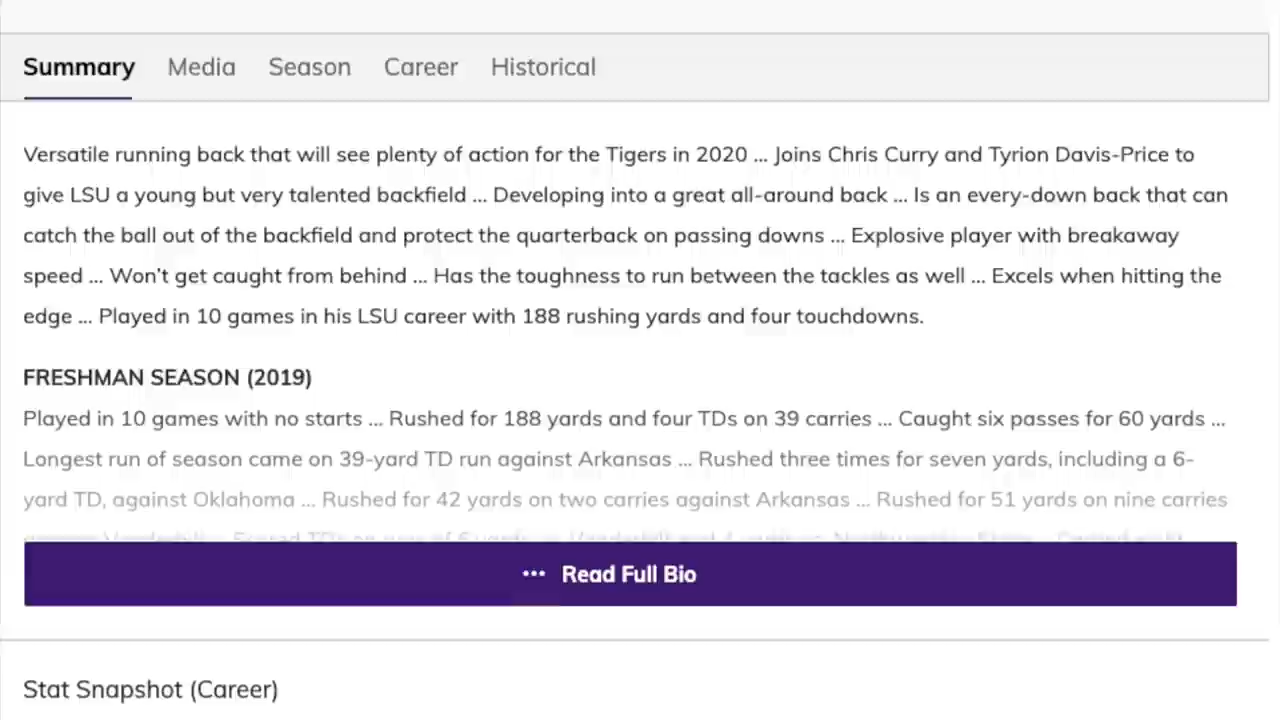 Summary Media Season Career Historical
Versatile running back that will see plenty of action for the Tigers in 2020 ... Joins Chris Curry and Tyrion Davis-Price to
give LSU a young but very talented backfield ... Developing into a great all-around back ... Is an every-down back that can
catch the ball out of the backfield and protect the quarterback on passing downs ... Explosive player with breakaway
speed ... Won't get caught from behind ... Has the toughness to run between the tackles as well ... Excels when hitting the
edge ... Played in 10 games in his LSU career with 188 rushing yards and four touchdowns.
FRESHMAN SEASON (2019)
Played in 10 games with no starts ... Rushed for 188 yards and four TDs on 39 carries ... Caught six passes for 60 yards ...
Longest run of season came on 39-yard TD run against Arkansas ... Rushed three times for seven yards, including a 6-
yard TD, against Oklahoma ... Rushed for 42 yards on two carries against Arkansas ... Rushed for 51 yards on nine carries
... Read Full Bio
Stat Snapshot (Career)